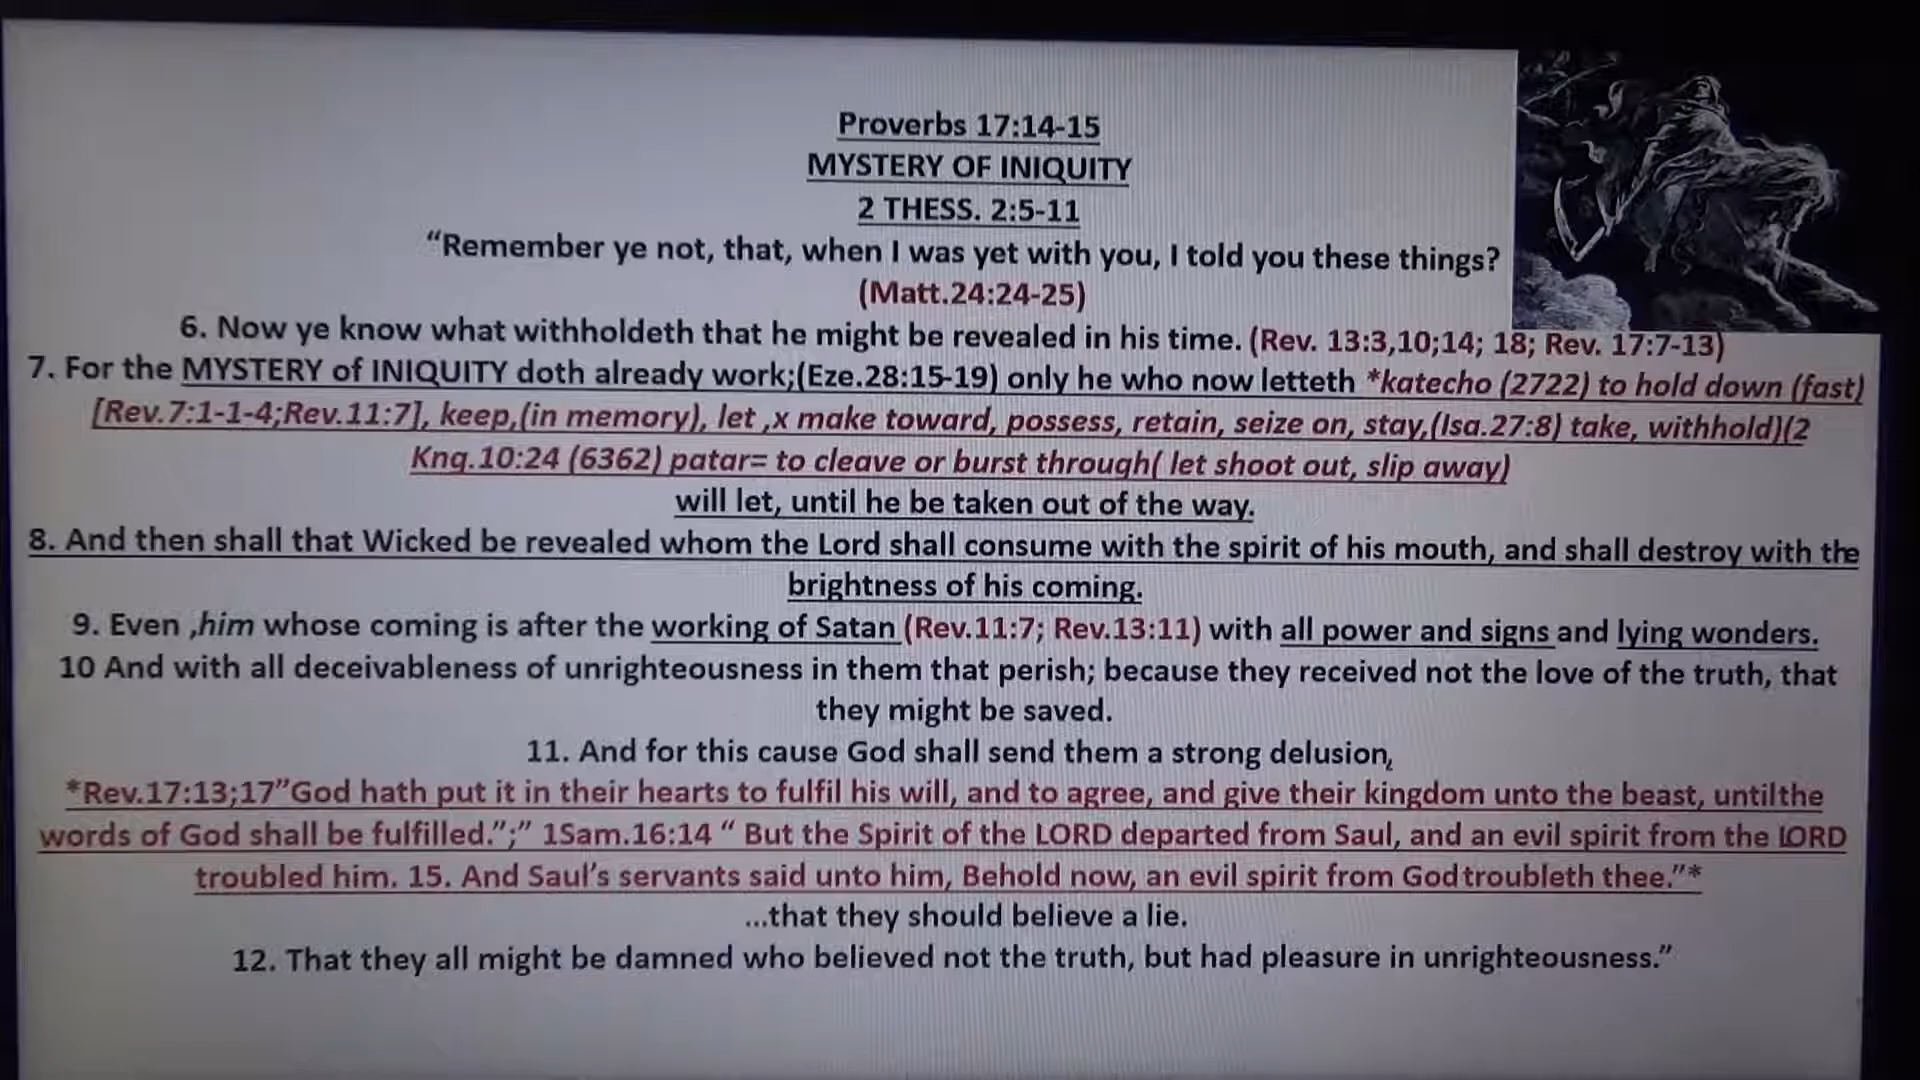 Proverbs 17:14-15
MYSTERY OF INIQUITY
2 THESS. 2:5-11
“Remember ye not, that, when I was yet with you, I told you these things?
(Matt.24:24-25)
6. Now ye know what withholdeth that he might be revealed in his time. (Rev. 13:3,10;14; 18; Rev. 17:7-13)
7. For the MYSTERY of INIQUITY doth already work;(Eze.28:15-19) only he who now letteth *katecho (2722) to hold down (fast)
[Rev.7:1-1-4;Rev.11:7], keep,(in memory), let ,x make toward, possess, retain, seize on, stay,(Isa.27:8) take, withhold)(2
Knq.10:24 (6362) patar= to cleave or burst through( let shoot out, slip away)
will let, until he be taken out of the way.
8. And then shall that Wicked be revealed whom the Lord shall consume with the spirit of his mouth, and shall destroy with the
brightness of his coming.
9. Even ,him whose coming is after the working of Satan (Rev.11:7; Rev.13:11) with all power and signs and lying wonders.
10 And with all deceivableness of unrighteousness in them that perish; because they received not the love of the truth, that
they might be saved.
11. And for this cause God shall send them a strong delusion,
*Rev.17:13;17”God hath put it in their hearts to fulfil his will, and to agree, and give their kingdom unto the beast, untilthe
words of God shall be fulfilled.”;” 1Sam.16:14 “ But the Spirit of the LORD departed from Saul, and an evil spirit from the LORD
troubled him. 15. And Saul’s servants said unto him, Behold now, an evil spirit from God troubleth thee.”*
...that they should believe a lie.
12. That they all might be damned who believed not the truth, but had pleasure in unrighteousness.”